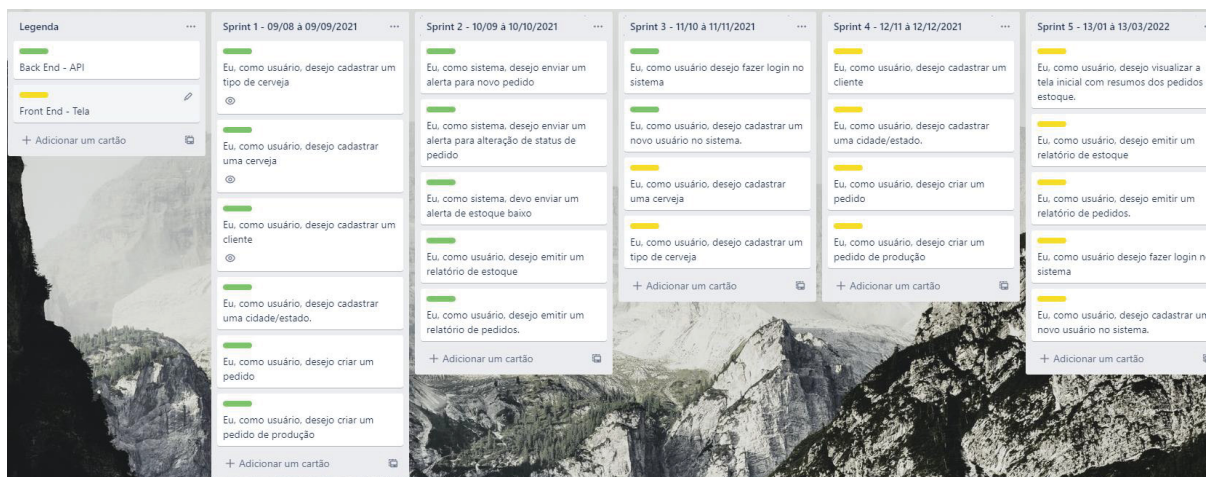 Legenda
Back End - API
Front End - Tela
+ Adicionar um cartão
Sprint 1 - 09/08 à 09/09/2021
Eu, como usuário, desejo cadastrar um
tipo de cerveja
Eu, como usuário, desejo cadastrar
uma cerveja
Eu, como usuário, desejo cadastrar um
cliente
Eu, como usuário, desejo cadastrar
uma cidade/estado.
Eu, como usuário, desejo criar um
pedido
Eu, como usuário, desejo criar um
pedido de produção
+ Adicionar um cartão
Sprint 2 - 10/09 à 10/10/2021
Eu, como sistema, desejo enviar um
alerta para novo pedido
Eu, como sistema, desejo enviar um
alerta para alteração de status de
pedido
Eu, como sistema, devo enviar um
alerta de estoque baixo
Eu, como usuário, desejo emitir um
relatório de estoque
Eu, como usuário, desejo emitir um
relatório de pedidos.
+ Adicionar um cartão
Sprint 3 - 11/10 à 11/11/2021
Eu, como usuário desejo fazer login no
sistema
Eu, como usuário, desejo cadastrar um
novo usuário no sistema.
Eu, como usuário, desejo cadastrar
uma cerveja
Eu, como usuário, desejo cadastrar um
tipo de cerveja
+ Adicionar um cartão
Sprint 4 - 12/11 à 12/12/2021
Eu, como usuário, desejo cadastrar um
cliente
Eu, como usuário, desejo cadastrar
uma cidade/estado.
Eu, como usuário, desejo criar um
pedido
Eu, como usuário, desejo criar um
pedido de produção
+ Adicionar um cartão
Sprint 5 - 13/01 à 13/03/2022
Eu, como usuário, desejo visualizar a
tela inicial com resumos dos pedidos
estoque.
Eu, como usuário, desejo emitir um
relatório de estoque
Eu, como usuário, desejo emitir um
relatório de pedidos.
Eu, como usuário desejo fazer login
sistema
Eu, como usuário, desejo cadastrar
novo usuário no sistema.
+ Adicionar um cartão